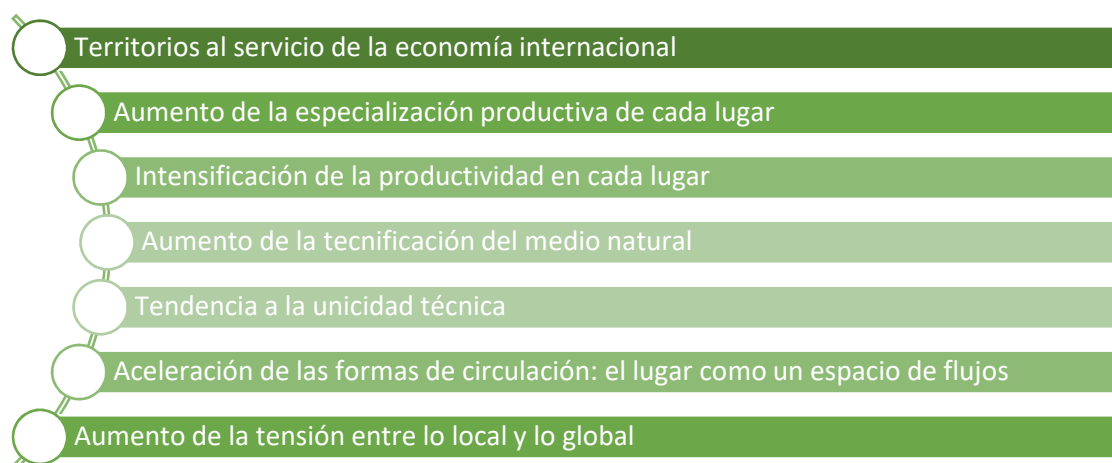 Territorios al servicio de la economía internacional
Aumento de la especialización productiva de cada lugar
Intensificación de la productividad en cada lugar
Aumento de la tecnificación del medio natural
Tendencia a la unicidad técnica
Aceleración de las formas de circulación: el lugar como un espacio de flujos
Aumento de la tensión entre lo local y lo global